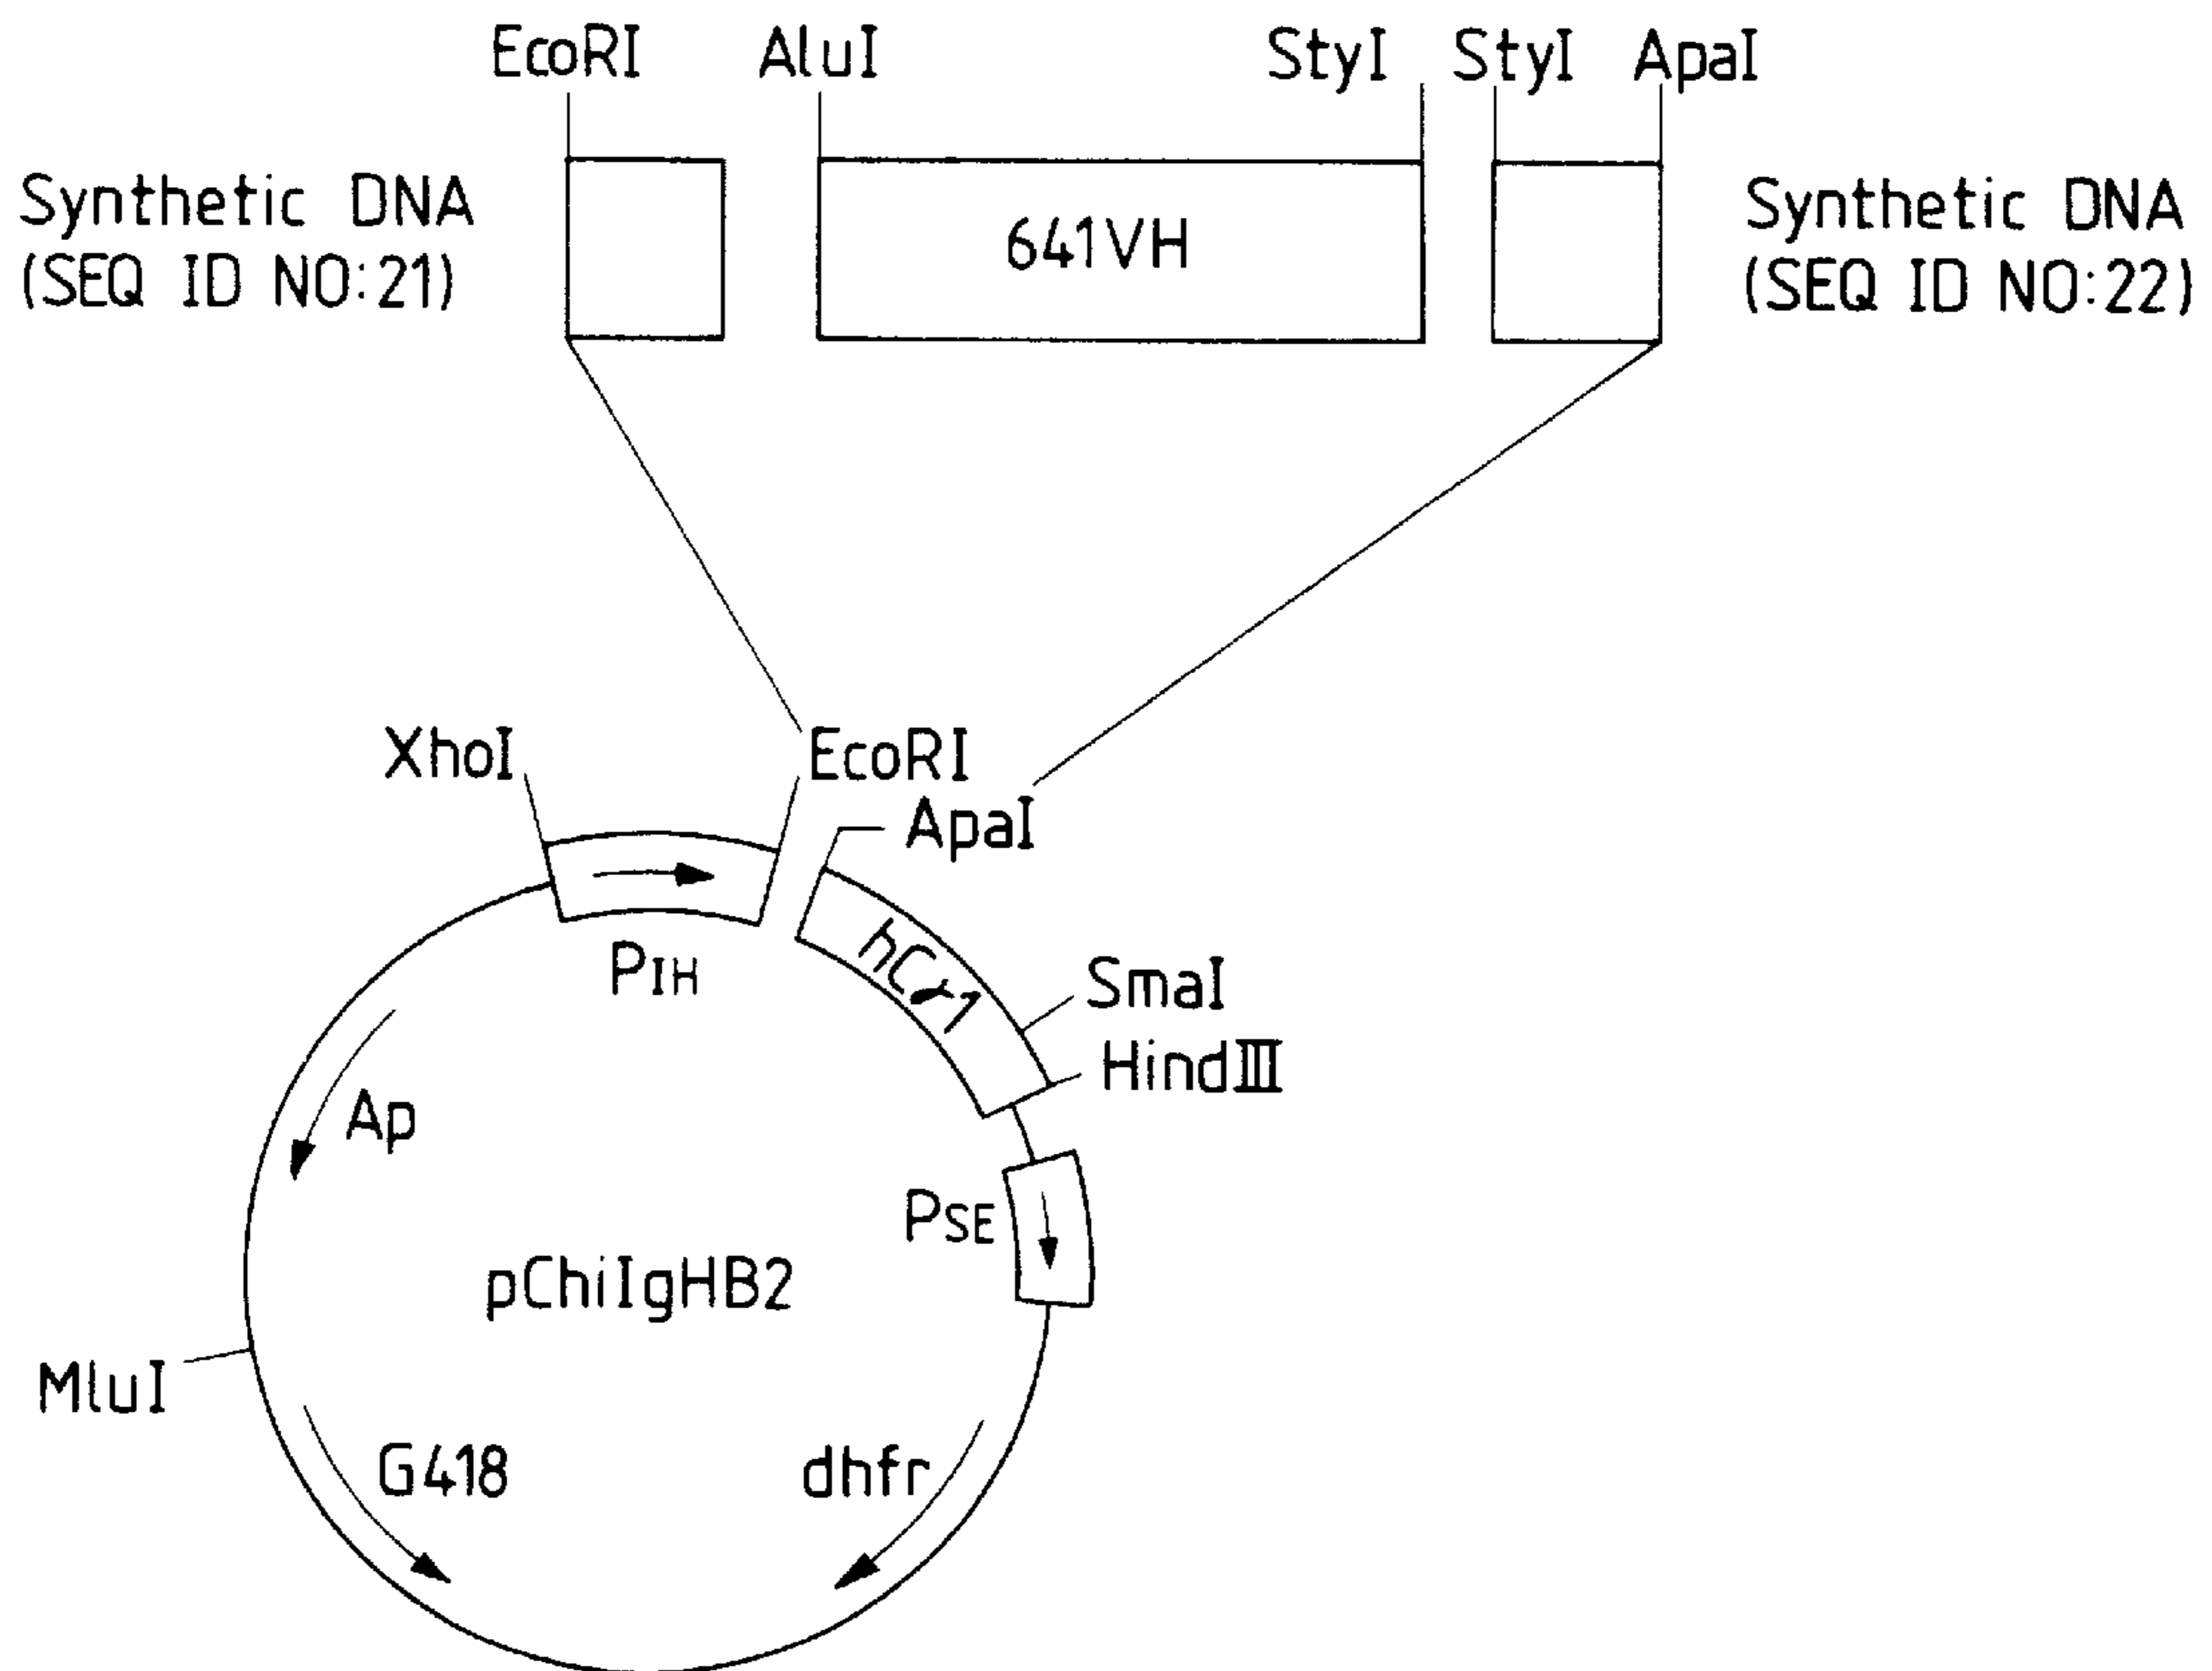 EcoRI AluI StyI StyI ApaI
Synthetic DNA
(SEQ ID NO:21)
641VH
Synthetic DNA
(SEQ ID NO:22)
XhoI
EcoRI
ApaI
PIH
hCα1
SmaI
HindIII
Ap
PSE
pChiIgHB2
MluI
G418
dhfr